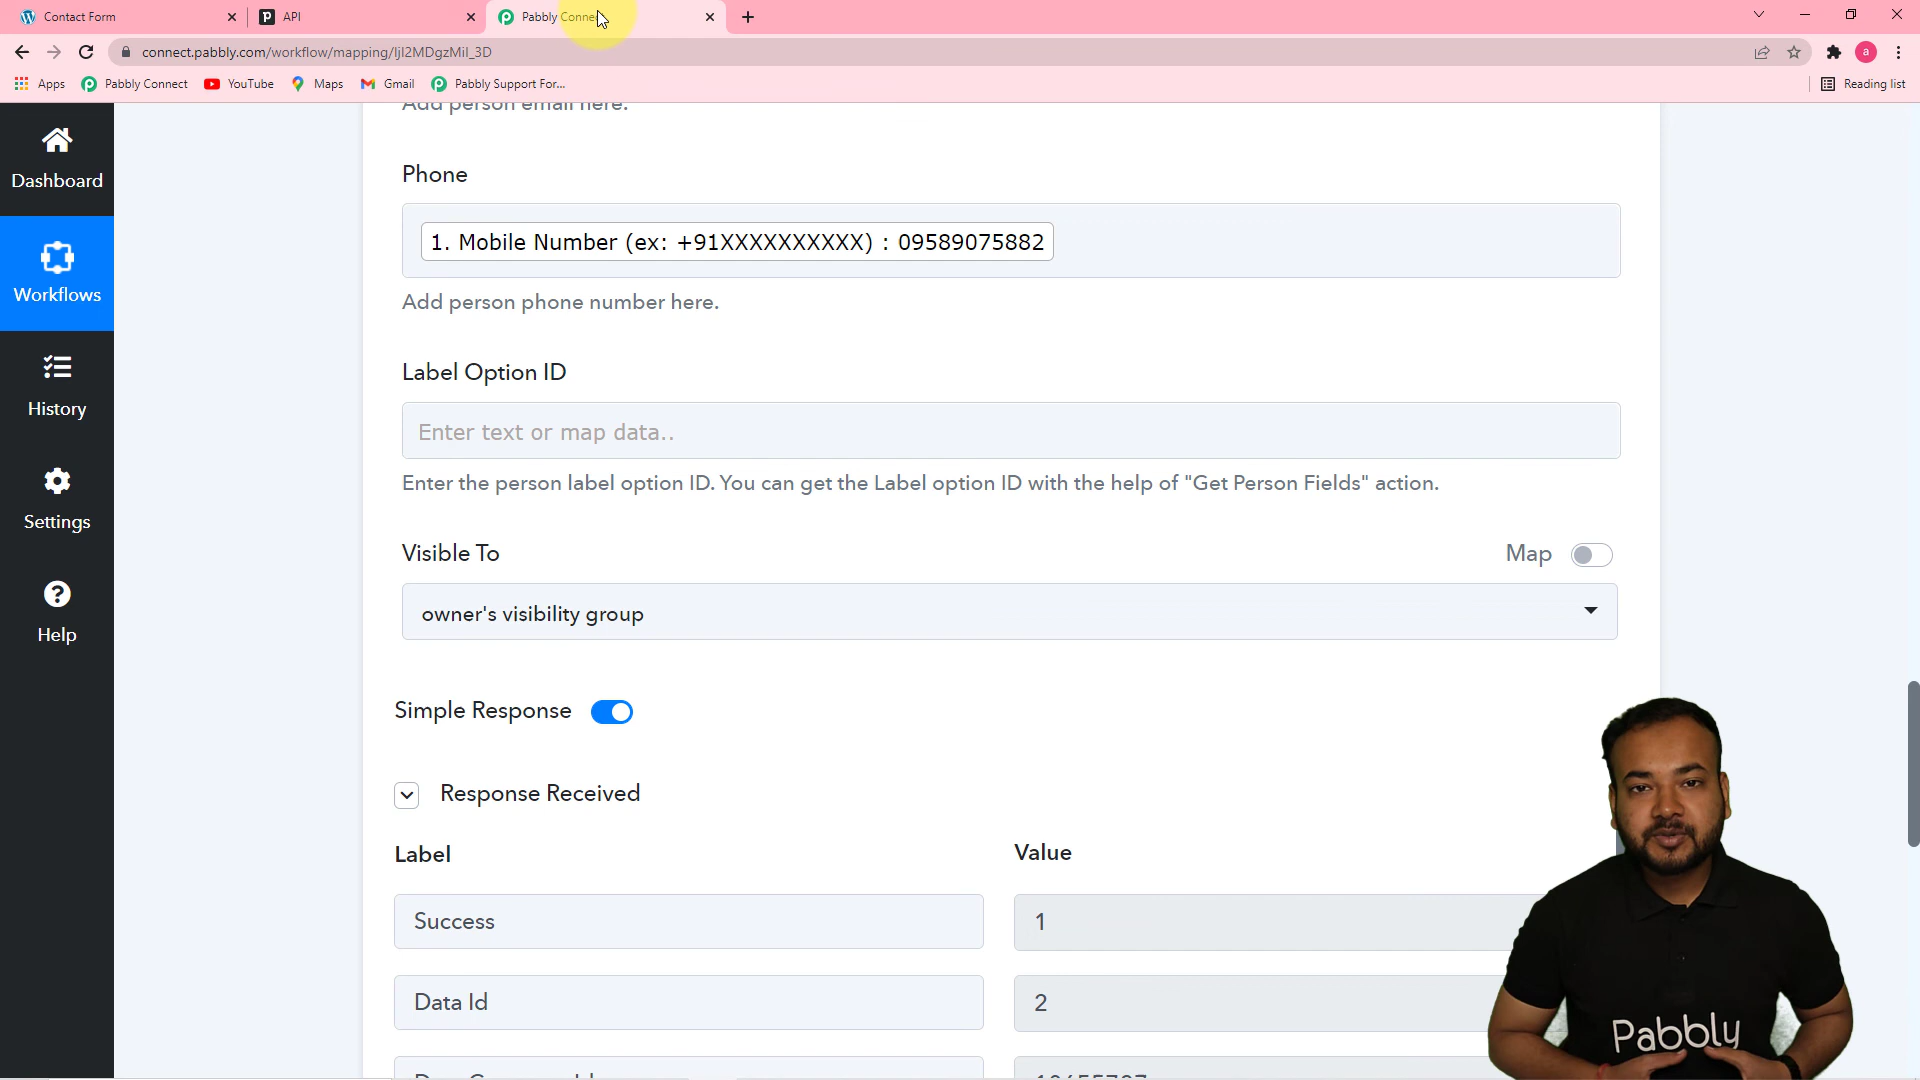 Contact Form
API
Pabbly Conne
connect.pabbly.com/workflow/mapping/IjI2MDgzMiI_3D
a
Apps
Pabbly Connect
YouTube
Maps
Gmail
Pabbly Support For...
Reading list
Add person email here.
Dashboard
Workflows
History
Settings
Help
Phone
1. Mobile Number (ex: +91XXXXXXXXXX) : 09589075882
Add person phone number here.
Label Option ID
Enter text or map data..
Enter the person label option ID. You can get the Label option ID with the help of "Get Person Fields" action.
Visible To
Map
owner's visibility group
Simple Response
Response Received
Label
Value
Success
1
Data Id
2
Pabbly